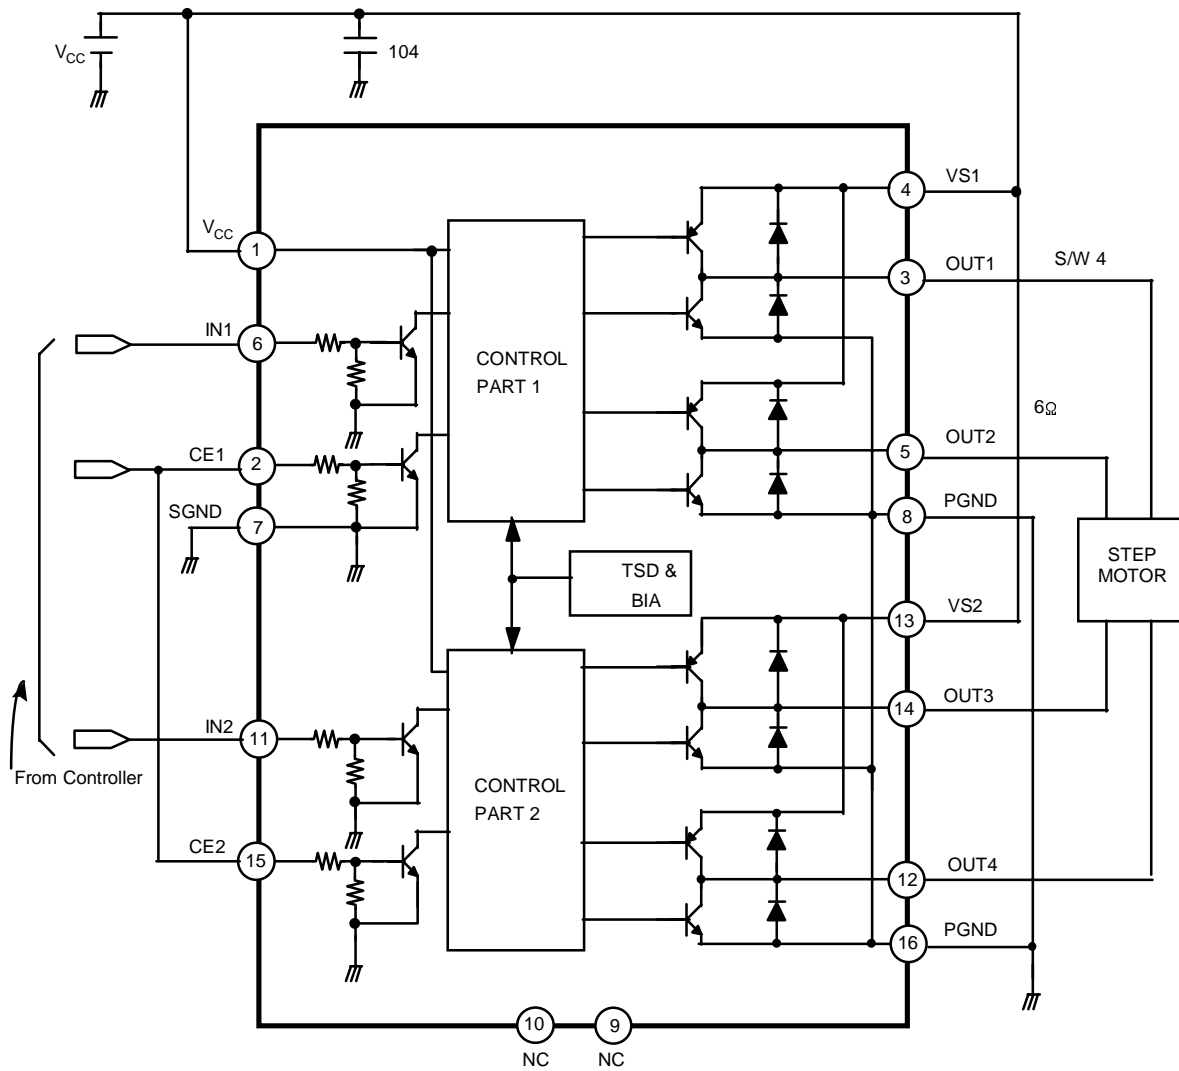 VCC
104
VS1
4
VCC
1
OUT1
3
S/W 4
IN1
6
CONTROL
PART 1
6Ω
OUT2
5
CE1
2
SGND
7
PGND
8
STEP
MOTOR
TSD &
BIA
VS2
13
OUT3
14
IN2
11
From Controller
CONTROL
PART 2
CE2
15
OUT4
12
PGND
16
10
9
NC
NC